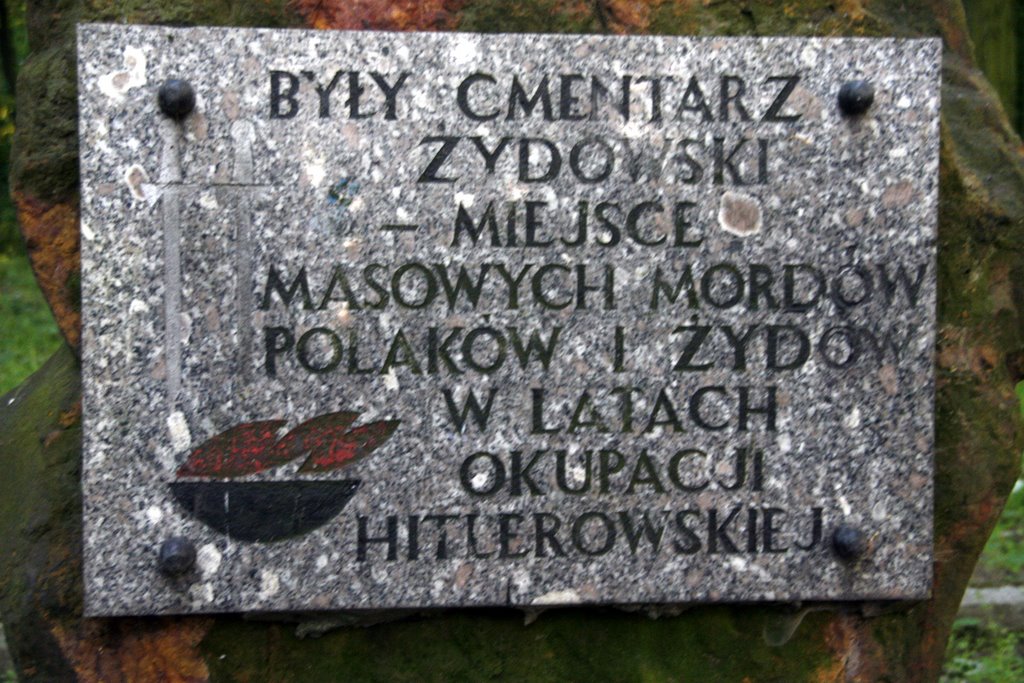 BYŁY CMENTARZ
ŻYDOWSKI
– MIEJSCE
MASOWYCH MORDÓW
POLAKÓW I ŻYDÓW
W LATACH
OKUPACJI
HITLEROWSKIEJ